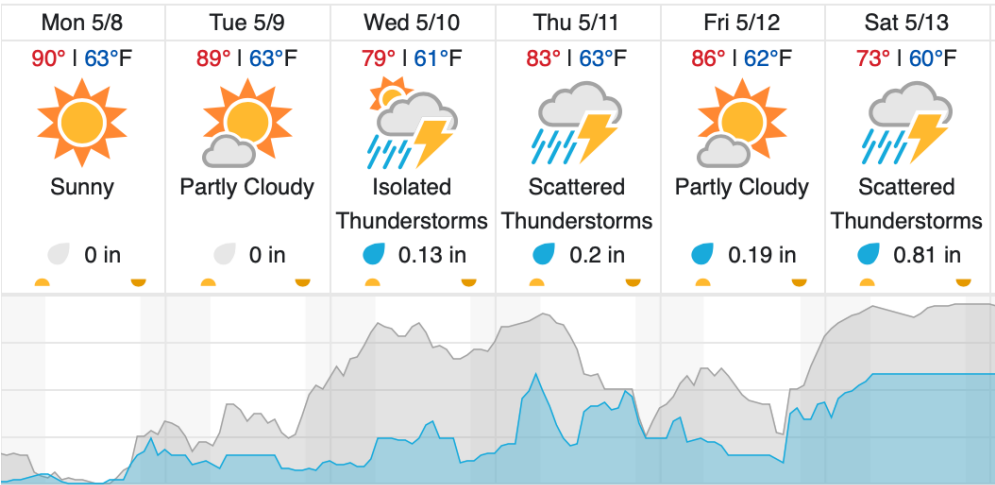 Mon 5/8 Tue 5/9 Wed 5/10 Thu 5/11 Fri 5/12 Sat 5/13
90° | 63°F 89° | 63°F 79° | 61°F 83° | 63°F 86° | 62°F 73° | 60°F
Sunny Partly Cloudy Isolated Scattered Partly Cloudy Scattered
Thunderstorms Thunderstorms Thunderstorms
0 in 0 in 0.13 in 0.2 in 0.19 in 0.81 in